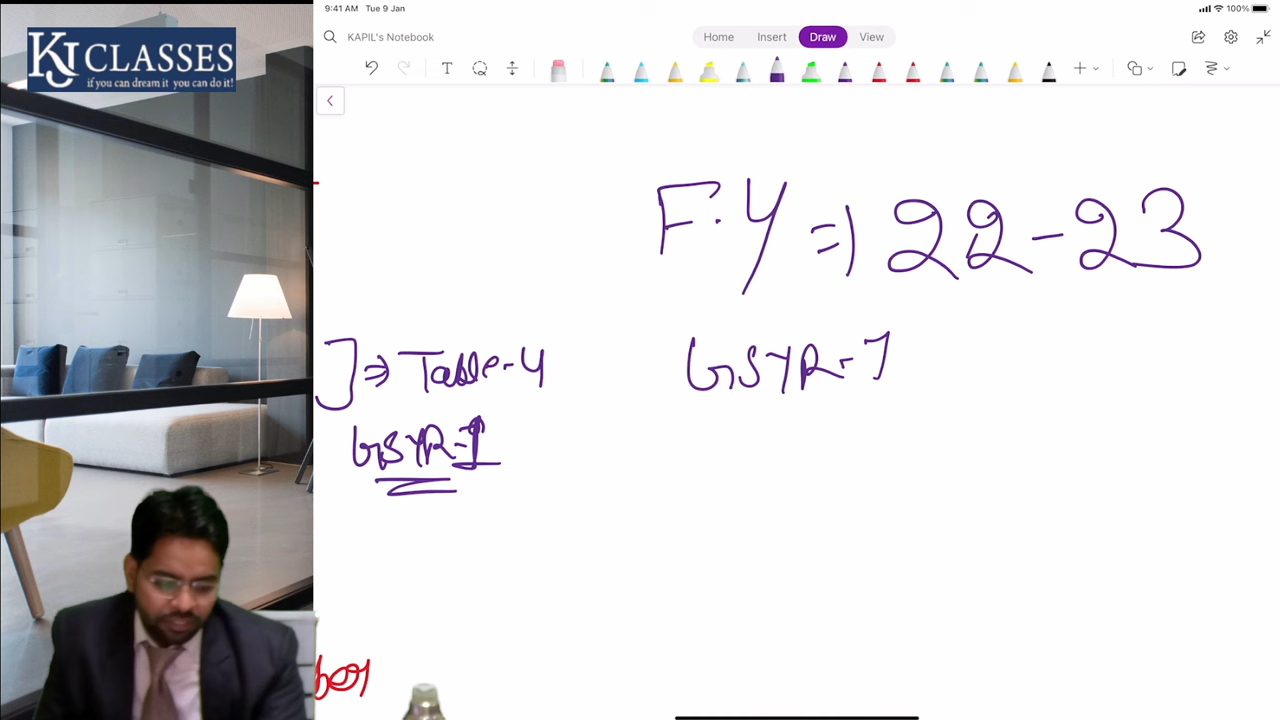 9:41 AM Tue 9 Jan
100%
KJ CLASSES
if you can dream it you can do it!
KAPIL's Notebook
Home Insert Draw View
F.Y => 22-23
] => Table-4
GSTR-1
GSTR-1